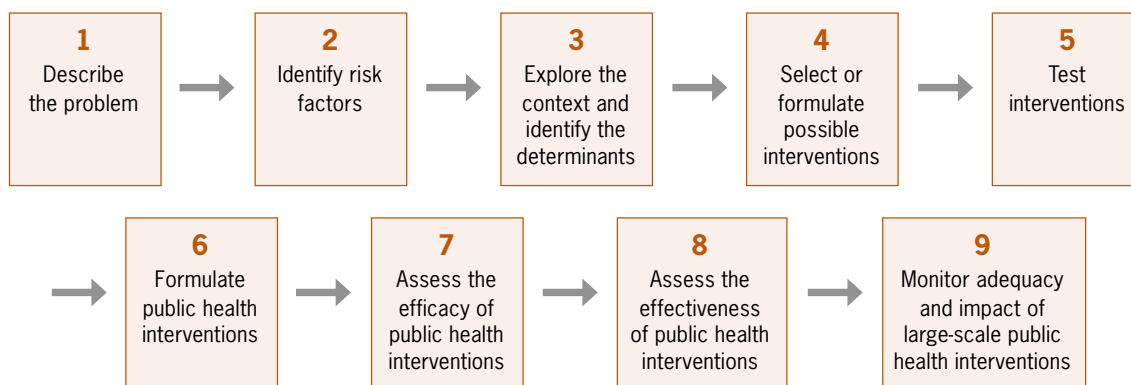 1
Describe
the problem
2
Identify risk
factors
3
Explore the
context and
identify the
determinants
4
Select or
formulate
possible
interventions
5
Test
interventions
6
Formulate
public health
interventions
7
Assess the
efficacy of
public health
interventions
8
Assess the
effectiveness
of public health
interventions
9
Monitor adequacy
and impact of
large-scale public
health interventions